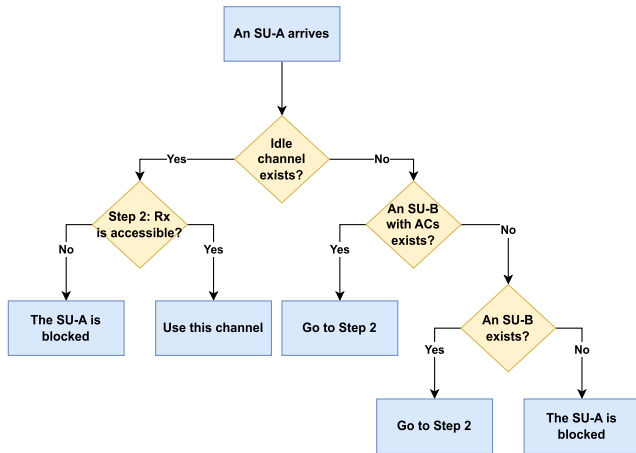 An SU-A arrives
Idle
channel
exists?
Yes
No
Step 2: Rx
is accessible?
An SU-B
with ACs
exists?
No
Yes
Yes
No
The SU-A is
blocked
Use this channel
Go to Step 2
An SU-B
exists?
Yes
No
Go to Step 2
The SU-A is
blocked